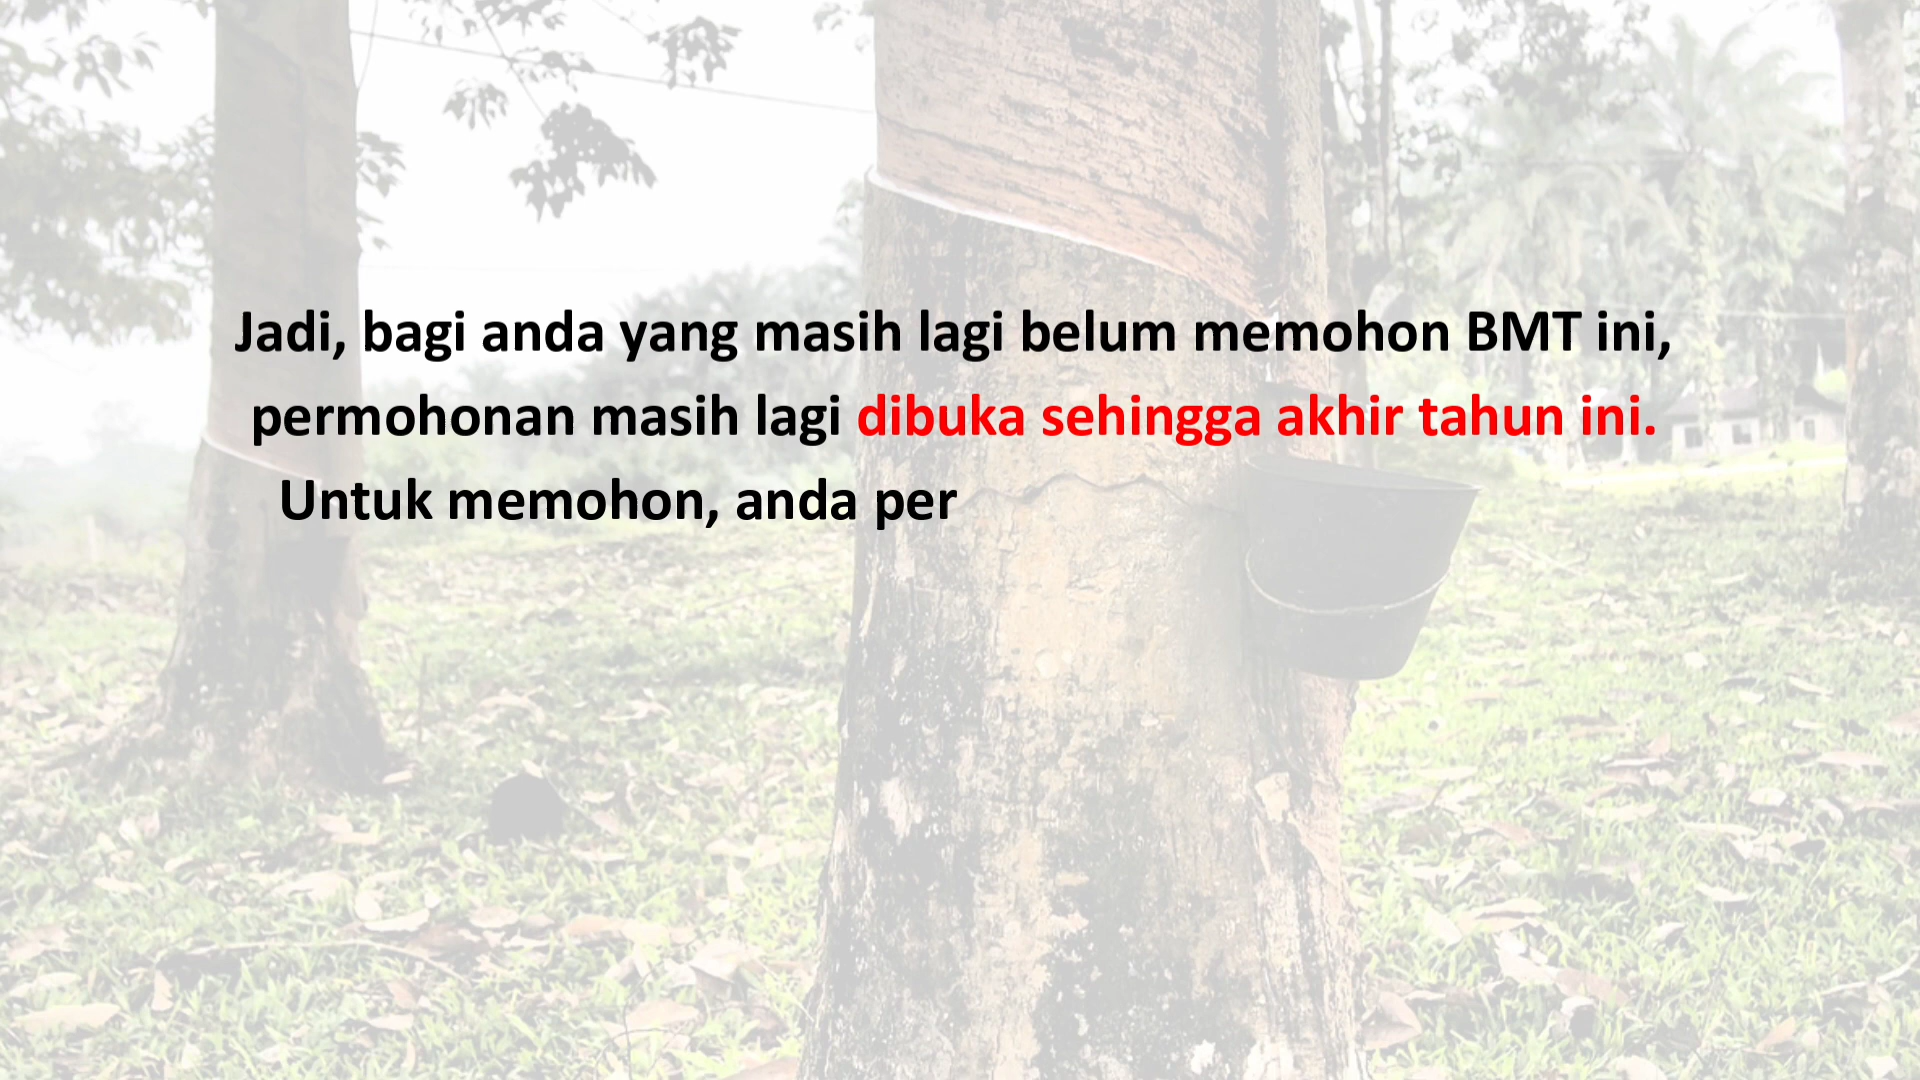 Jadi, bagi anda yang masih lagi belum memohon BMT ini,
permohonan masih lagi dibuka sehingga akhir tahun ini.
Untuk memohon, anda per